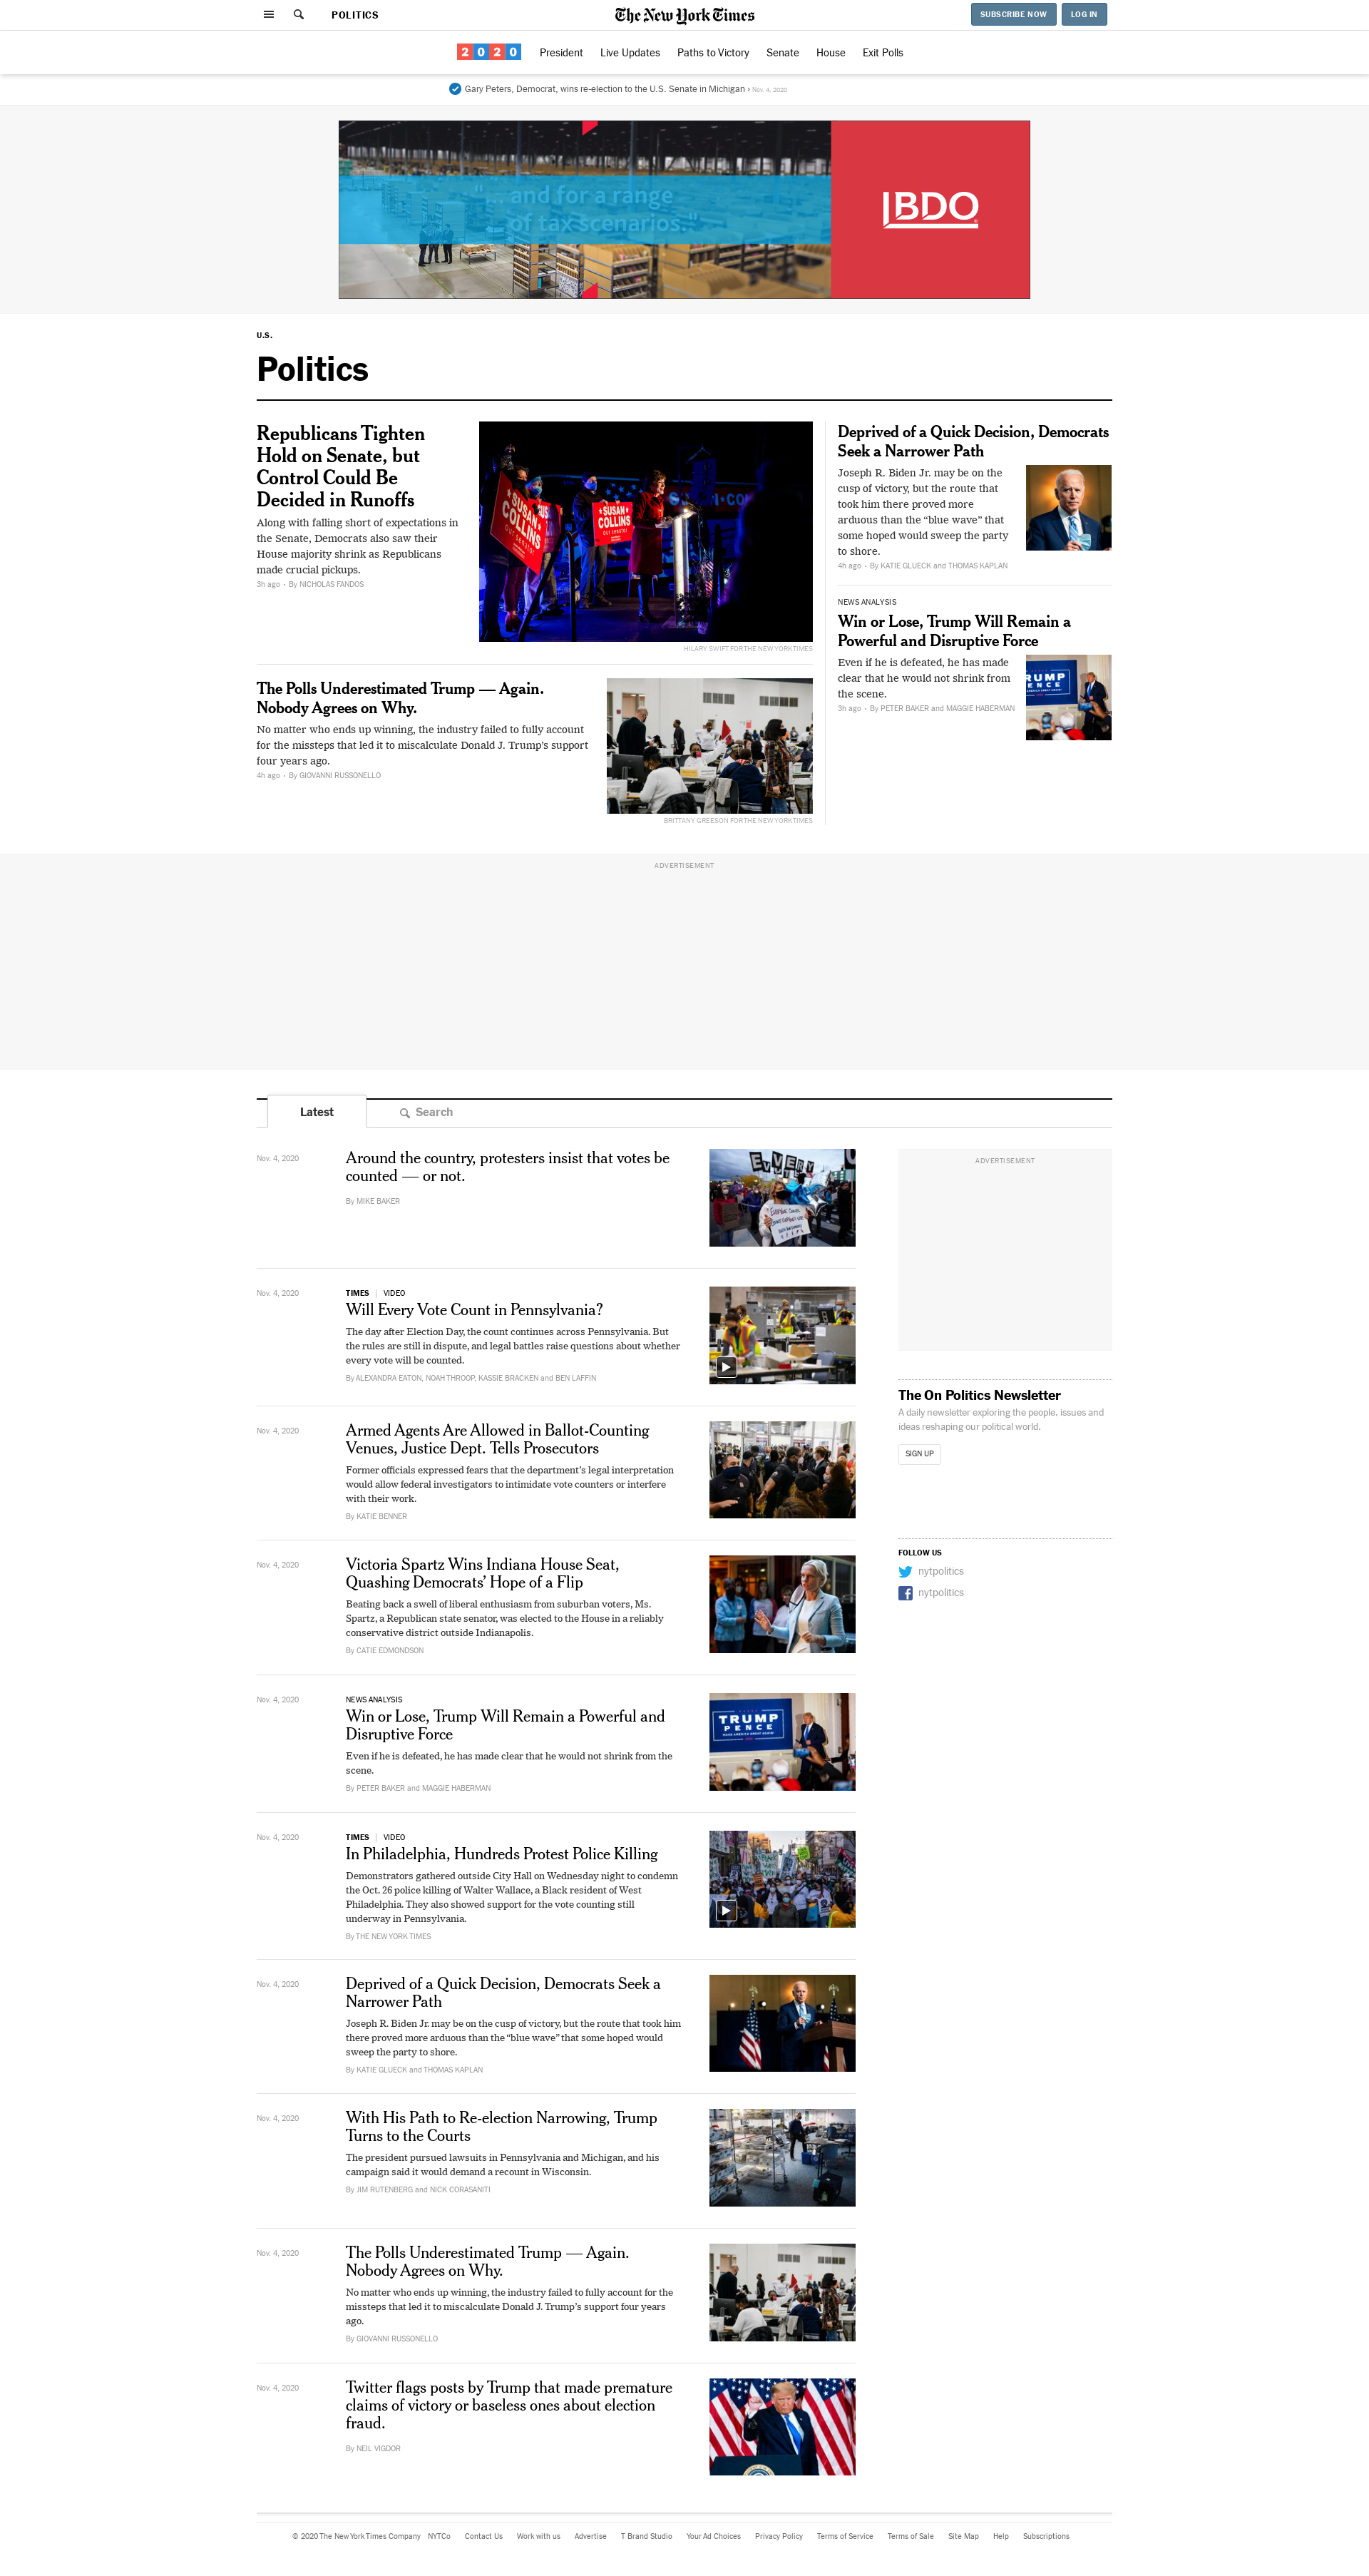 POLITICS
The New York Times
SUBSCRIBE NOW
LOG IN
2020
President
Live Updates
Paths to Victory
Senate
House
Exit Polls
Gary Peters, Democrat, wins re-election to the U.S. Senate in Michigan › Nov. 4, 2020
"... and for a range
of tax scenarios."
BDO
U.S.
Politics
Republicans Tighten
Hold on Senate, but
Control Could Be
Decided in Runoffs
Along with falling short of expectations in
the Senate, Democrats also saw their
House majority shrink as Republicans
made crucial pickups.
3h ago • By NICHOLAS FANDOS
SUSAN
COLLINS
our senator
SUSAN
COLLINS
HILARY SWIFT FOR THE NEW YORK TIMES
The Polls Underestimated Trump — Again.
Nobody Agrees on Why.
No matter who ends up winning, the industry failed to fully account
for the missteps that led it to miscalculate Donald J. Trump's support
four years ago.
4h ago • By GIOVANNI RUSSONELLO
BRITTANY GREESON FOR THE NEW YORK TIMES
Deprived of a Quick Decision, Democrats
Seek a Narrower Path
Joseph R. Biden Jr. may be on the
cusp of victory, but the route that
took him there proved more
arduous than the “blue wave” that
some hoped would sweep the party
to shore.
4h ago • By KATIE GLUECK and THOMAS KAPLAN
NEWS ANALYSIS
Win or Lose, Trump Will Remain a
Powerful and Disruptive Force
Even if he is defeated, he has made
clear that he would not shrink from
the scene.
3h ago • By PETER BAKER and MAGGIE HABERMAN
ADVERTISEMENT
Latest
Search
Nov. 4, 2020
Around the country, protesters insist that votes be
counted — or not.
By MIKE BAKER
Nov. 4, 2020
TIMES | VIDEO
Will Every Vote Count in Pennsylvania?
The day after Election Day, the count continues across Pennsylvania. But
the rules are still in dispute, and legal battles raise questions about whether
every vote will be counted.
By ALEXANDRA EATON, NOAH THROOP, KASSIE BRACKEN and BEN LAFFIN
Nov. 4, 2020
Armed Agents Are Allowed in Ballot-Counting
Venues, Justice Dept. Tells Prosecutors
Former officials expressed fears that the department’s legal interpretation
would allow federal investigators to intimidate vote counters or interfere
with their work.
By KATIE BENNER
Nov. 4, 2020
Victoria Spartz Wins Indiana House Seat,
Quashing Democrats’ Hope of a Flip
Beating back a swell of liberal enthusiasm from suburban voters, Ms.
Spartz, a Republican state senator, was elected to the House in a reliably
conservative district outside Indianapolis.
By CATIE EDMONDSON
Nov. 4, 2020
NEWS ANALYSIS
Win or Lose, Trump Will Remain a Powerful and
Disruptive Force
Even if he is defeated, he has made clear that he would not shrink from the
scene.
By PETER BAKER and MAGGIE HABERMAN
TRUMP
PENCE
Nov. 4, 2020
TIMES | VIDEO
In Philadelphia, Hundreds Protest Police Killing
Demonstrators gathered outside City Hall on Wednesday night to condemn
the Oct. 26 police killing of Walter Wallace, a Black resident of West
Philadelphia. They also showed support for the vote counting still
underway in Pennsylvania.
By THE NEW YORK TIMES
Nov. 4, 2020
Deprived of a Quick Decision, Democrats Seek a
Narrower Path
Joseph R. Biden Jr. may be on the cusp of victory, but the route that took him
there proved more arduous than the “blue wave” that some hoped would
sweep the party to shore.
By KATIE GLUECK and THOMAS KAPLAN
Nov. 4, 2020
With His Path to Re-election Narrowing, Trump
Turns to the Courts
The president pursued lawsuits in Pennsylvania and Michigan, and his
campaign said it would demand a recount in Wisconsin.
By JIM RUTENBERG and NICK CORASANITI
Nov. 4, 2020
The Polls Underestimated Trump — Again.
Nobody Agrees on Why.
No matter who ends up winning, the industry failed to fully account for the
missteps that led it to miscalculate Donald J. Trump’s support four years
ago.
By GIOVANNI RUSSONELLO
Nov. 4, 2020
Twitter flags posts by Trump that made premature
claims of victory or baseless ones about election
fraud.
By NEIL VIGDOR
ADVERTISEMENT
The On Politics Newsletter
A daily newsletter exploring the people, issues and
ideas reshaping our political world.
SIGN UP
FOLLOW US
nytpolitics
nytpolitics
© 2020 The New York Times Company
NYTCo
Contact Us
Work with us
Advertise
T Brand Studio
Your Ad Choices
Privacy Policy
Terms of Service
Terms of Sale
Site Map
Help
Subscriptions